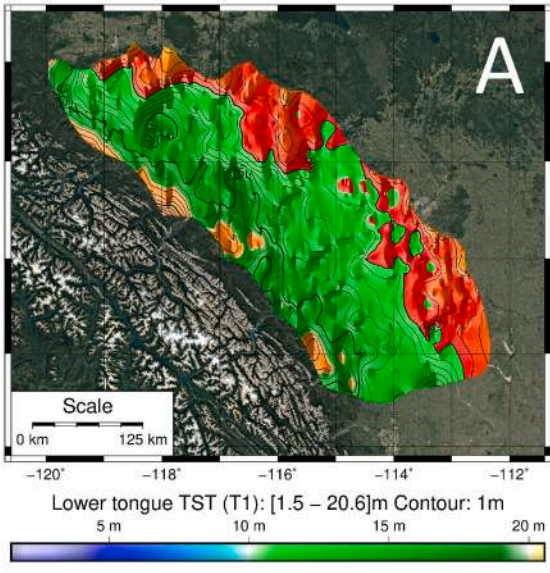 A
Scale
0 km 125 km
−120° −118° −116° −114° −112°
Lower tongue TST (T1): [1.5 − 20.6]m Contour: 1m
5 m 10 m 15 m 20 m